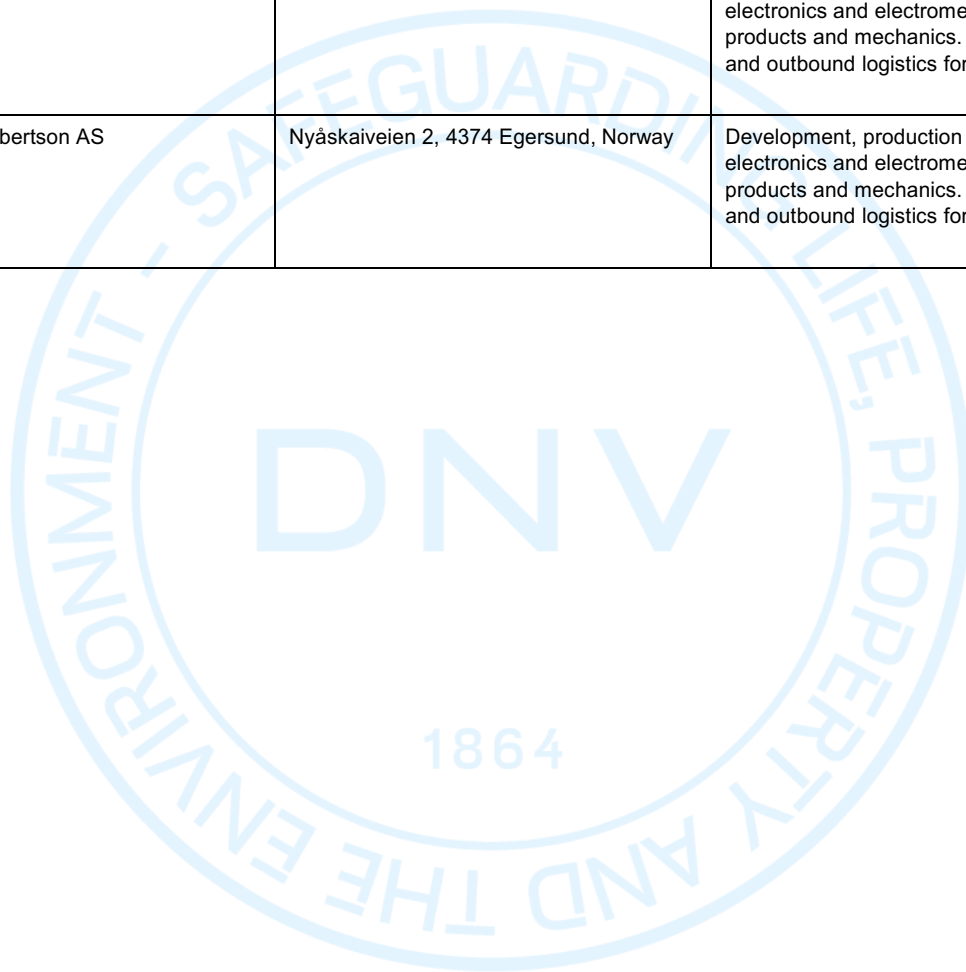 electronics and electrome
products and mechanics.
and outbound logistics for
bertson AS
Nyåskaiveien 2, 4374 Egersund, Norway
Development, production
electronics and electrome
products and mechanics.
and outbound logistics for
SAFEGUARDING LIFE, PROPERTY AND THE ENVIRONMENT -
DNV
1864